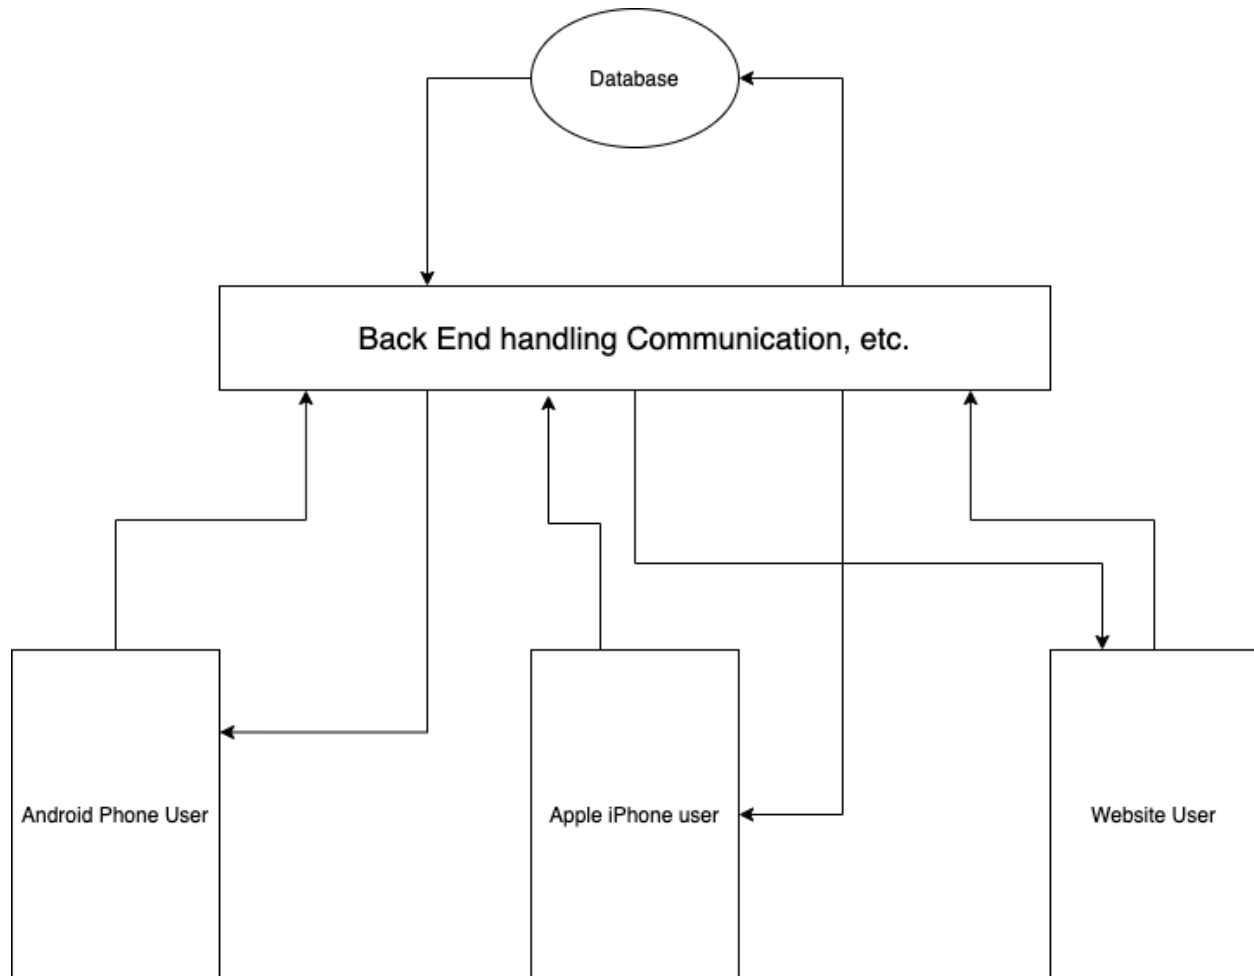 Database
Back End handling Communication, etc.
Android Phone User
Apple iPhone user
Website User